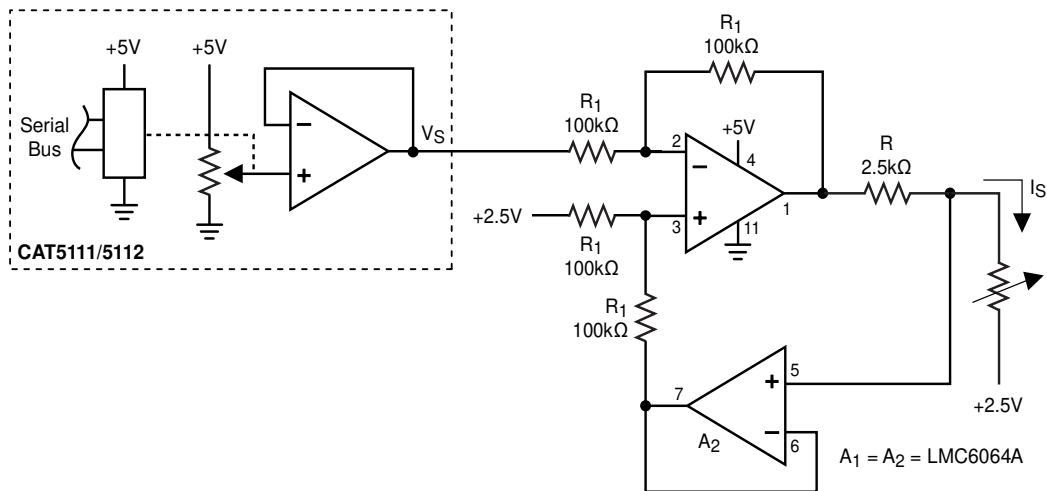 +5V
+5V
Serial
Bus
−
+
VS
CAT5111/5112
R1
100kΩ
R1
100kΩ
+2.5V
R1
100kΩ
R1
100kΩ
2
−
+5V
4
3
+
11
1
R
2.5kΩ
IS
+2.5V
5
+
7
−
6
A2
A1 = A2 = LMC6064A